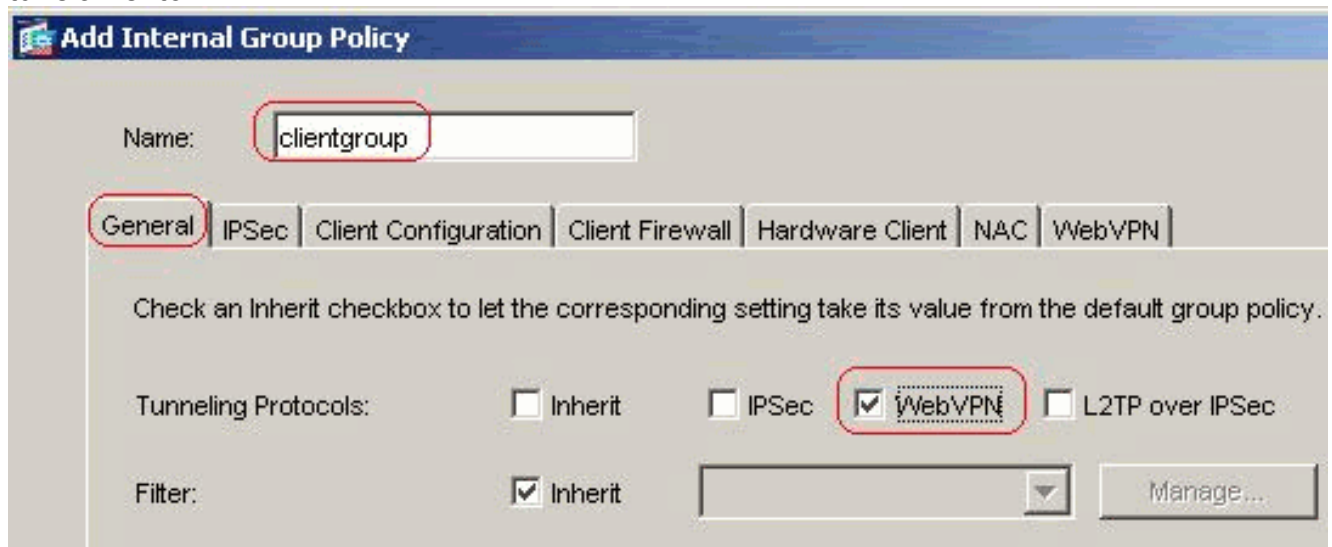 Add Internal Group Policy
Name: clientgroup
General IPSec Client Configuration Client Firewall Hardware Client NAC WebVPN
Check an Inherit checkbox to let the corresponding setting take its value from the default group policy.
Tunneling Protocols: Inherit IPSec WebVPN L2TP over IPSec
Filter: Inherit Manage...